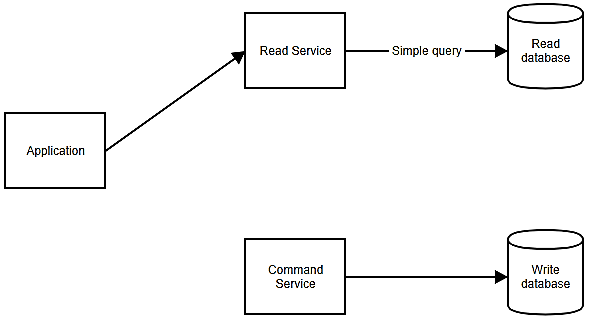 Read Service
Simple query
Read
database
Application
Command
Service
Write
database